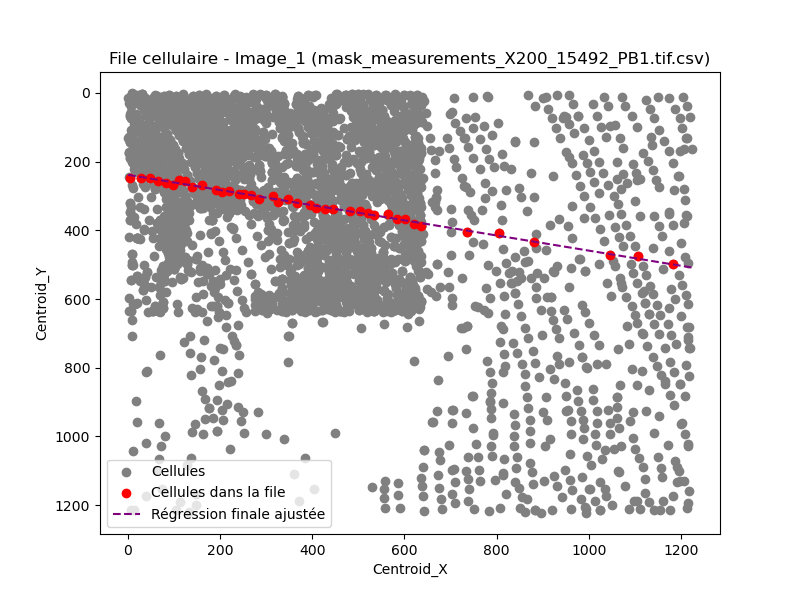 File cellulaire - Image_1 (mask_measurements_X200_15492_PB1.tif.csv)
0
200
400
600
800
1000
1200
Centroid_Y
Cellules
Cellules dans la file
Régression finale ajustée
0 200 400 600 800 1000 1200
Centroid_X